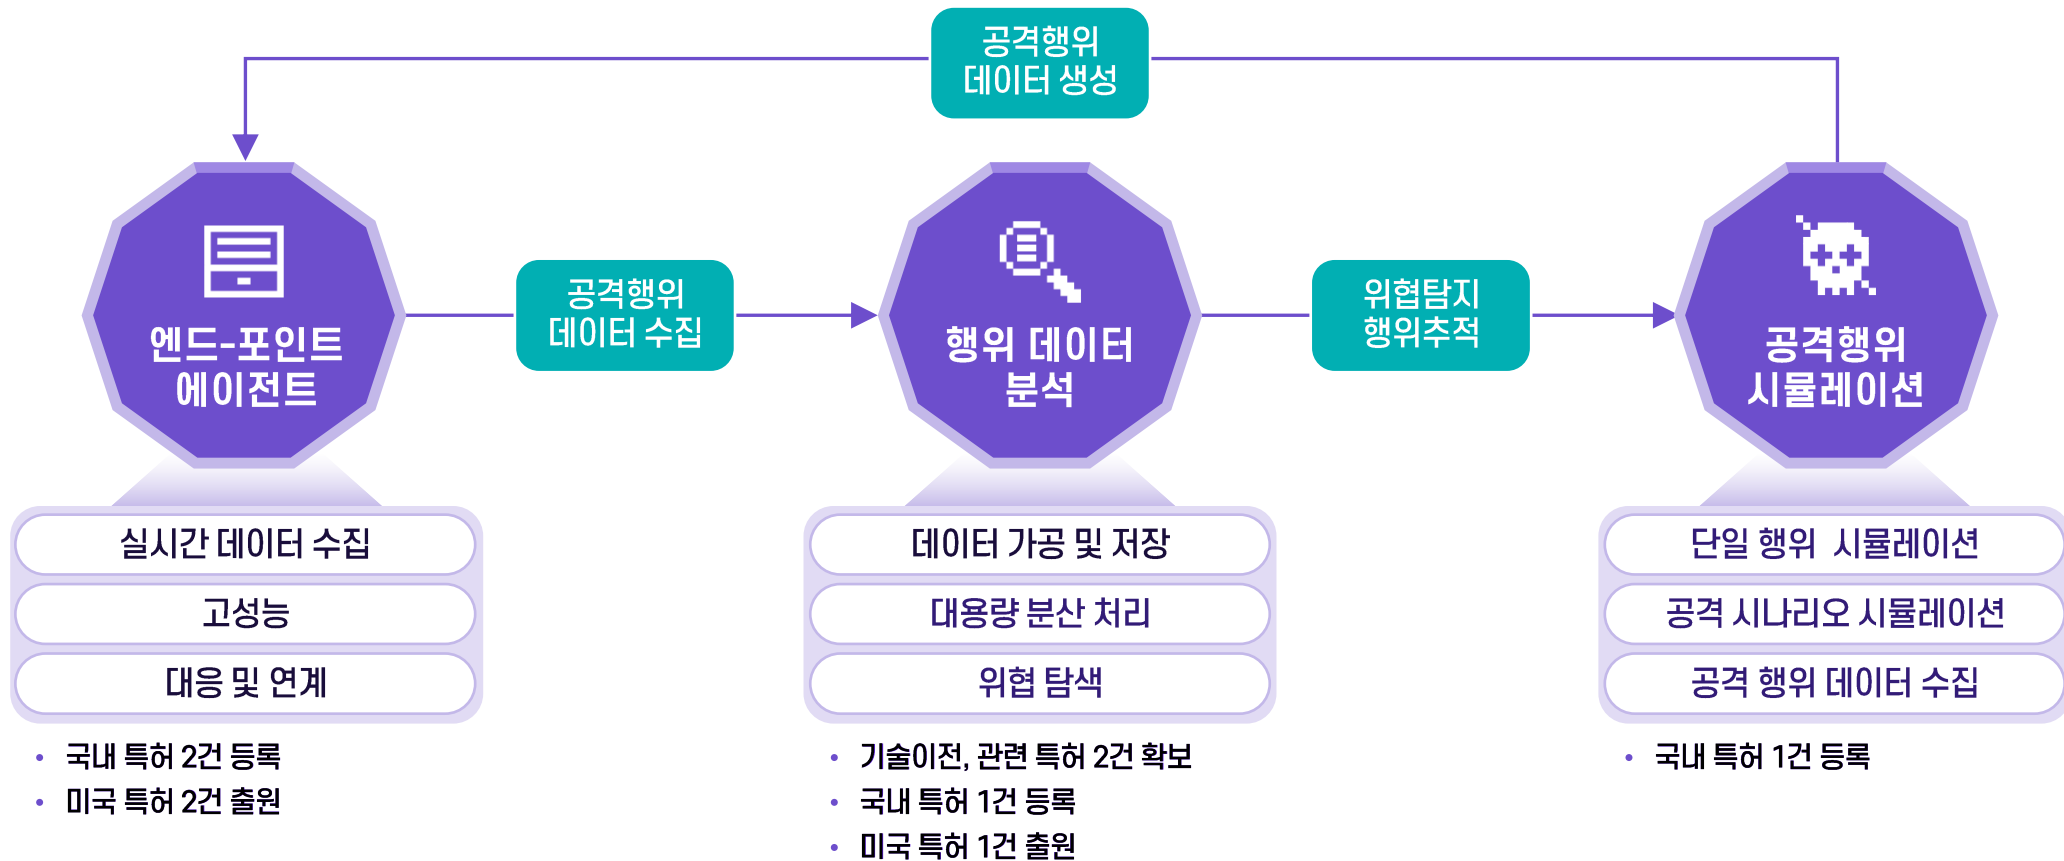 공격행위
데이터 생성
엔드-포인트
에이전트
공격행위
데이터 수집
행위 데이터
분석
위협탐지
행위추적
공격행위
시뮬레이션
실시간 데이터 수집
고성능
대응 및 연계
• 국내 특허 2건 등록
• 미국 특허 2건 출원
데이터 가공 및 저장
대용량 분산 처리
위협 탐색
• 기술이전, 관련 특허 2건 확보
• 국내 특허 1건 등록
• 미국 특허 1건 출원
단일 행위 시뮬레이션
공격 시나리오 시뮬레이션
공격 행위 데이터 수집
• 국내 특허 1건 등록